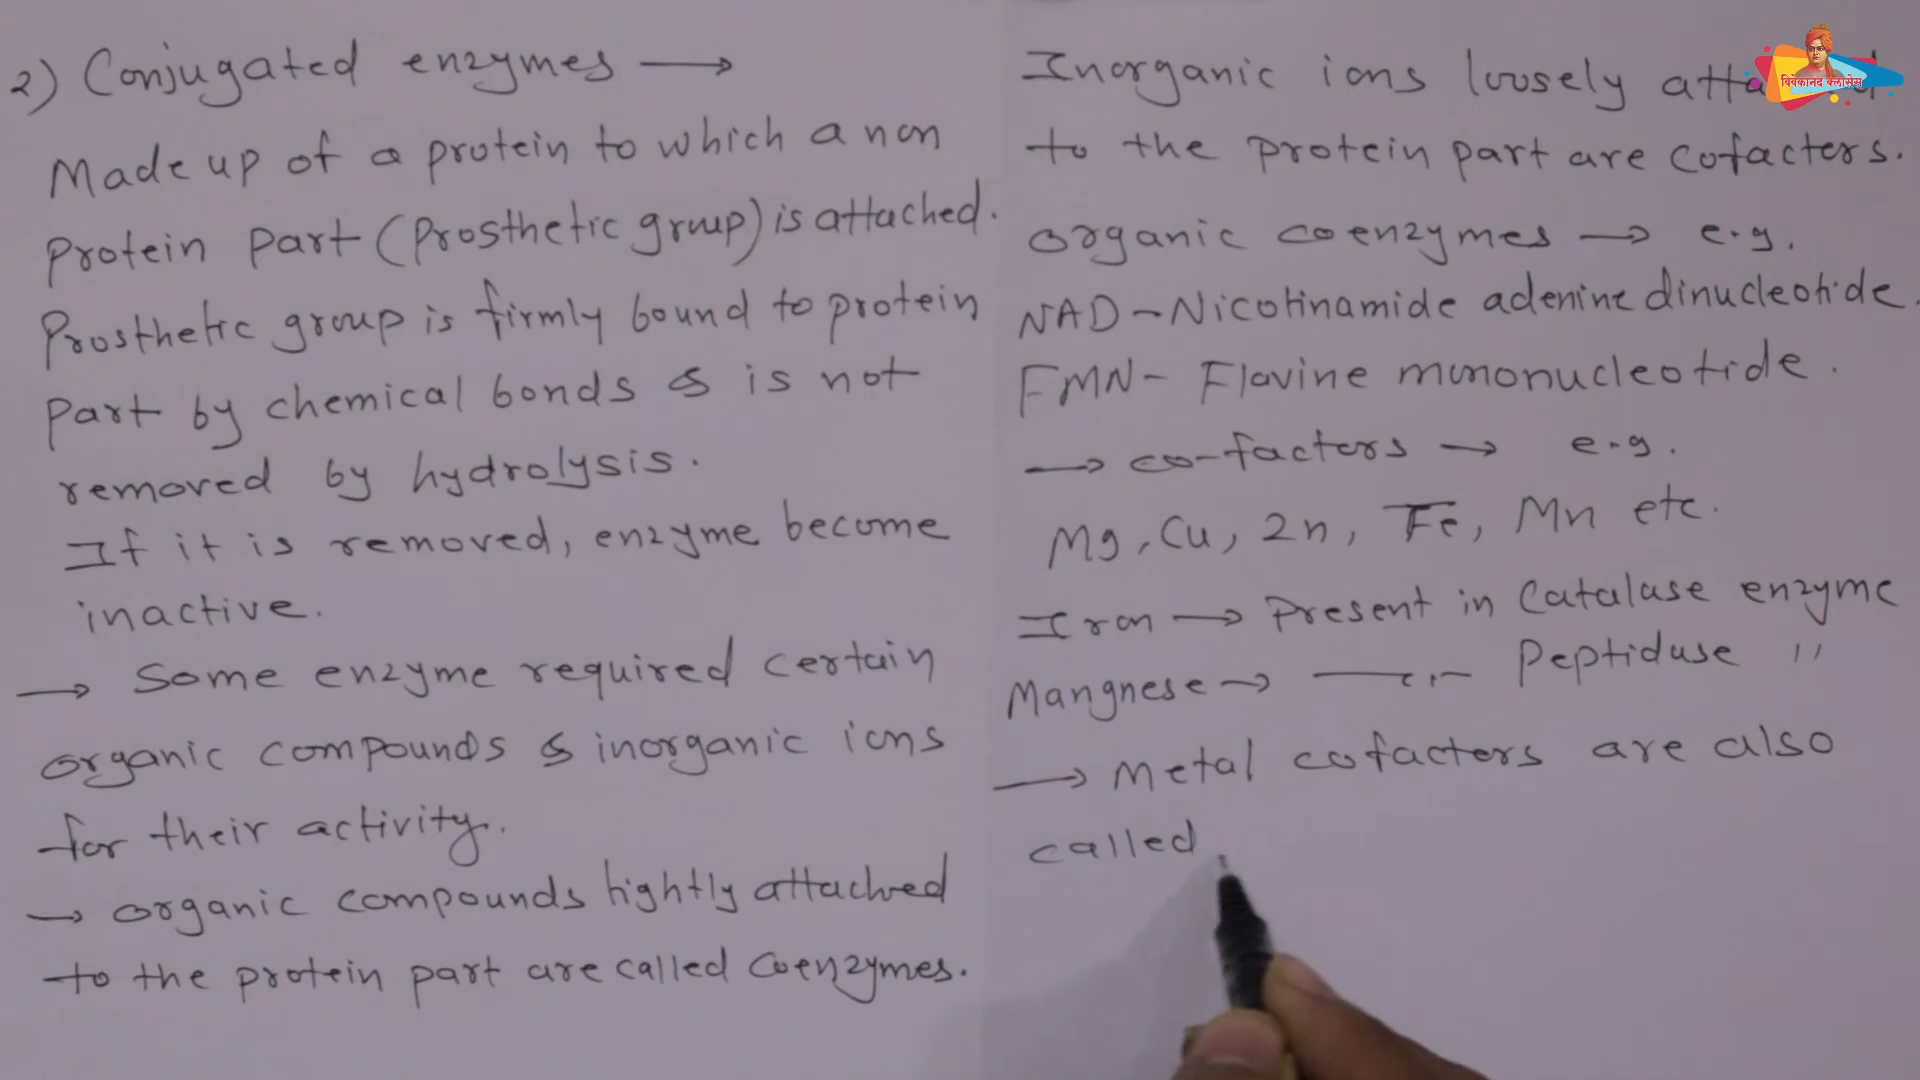 2) Conjugated enzymes →
Made up of a protein to which a non
protein part (Prosthetic group) is attached.
Prosthetic group is firmly bound to protein
part by chemical bonds & is not
removed by hydrolysis.
If it is removed, enzyme become
inactive.
→ Some enzyme required certain
organic compounds & inorganic ions
for their activity.
→ organic compounds tightly attached
to the protein part are called coenzymes.
Inorganic ions loosely
to the protein part are cofactors.
organic coenzymes → e.g.
NAD - Nicotinamide adenine dinucleotide.
FMN - Flavine mononucleotide.
→ co-factors → e.g.
Mg, Cu, Zn, Fe, Mn etc.
Iron → Present in Catalase enzyme
Mangnese → —,,— Peptidase "
→ Metal cofactors are also
called
विवेकानंद क्लासेस